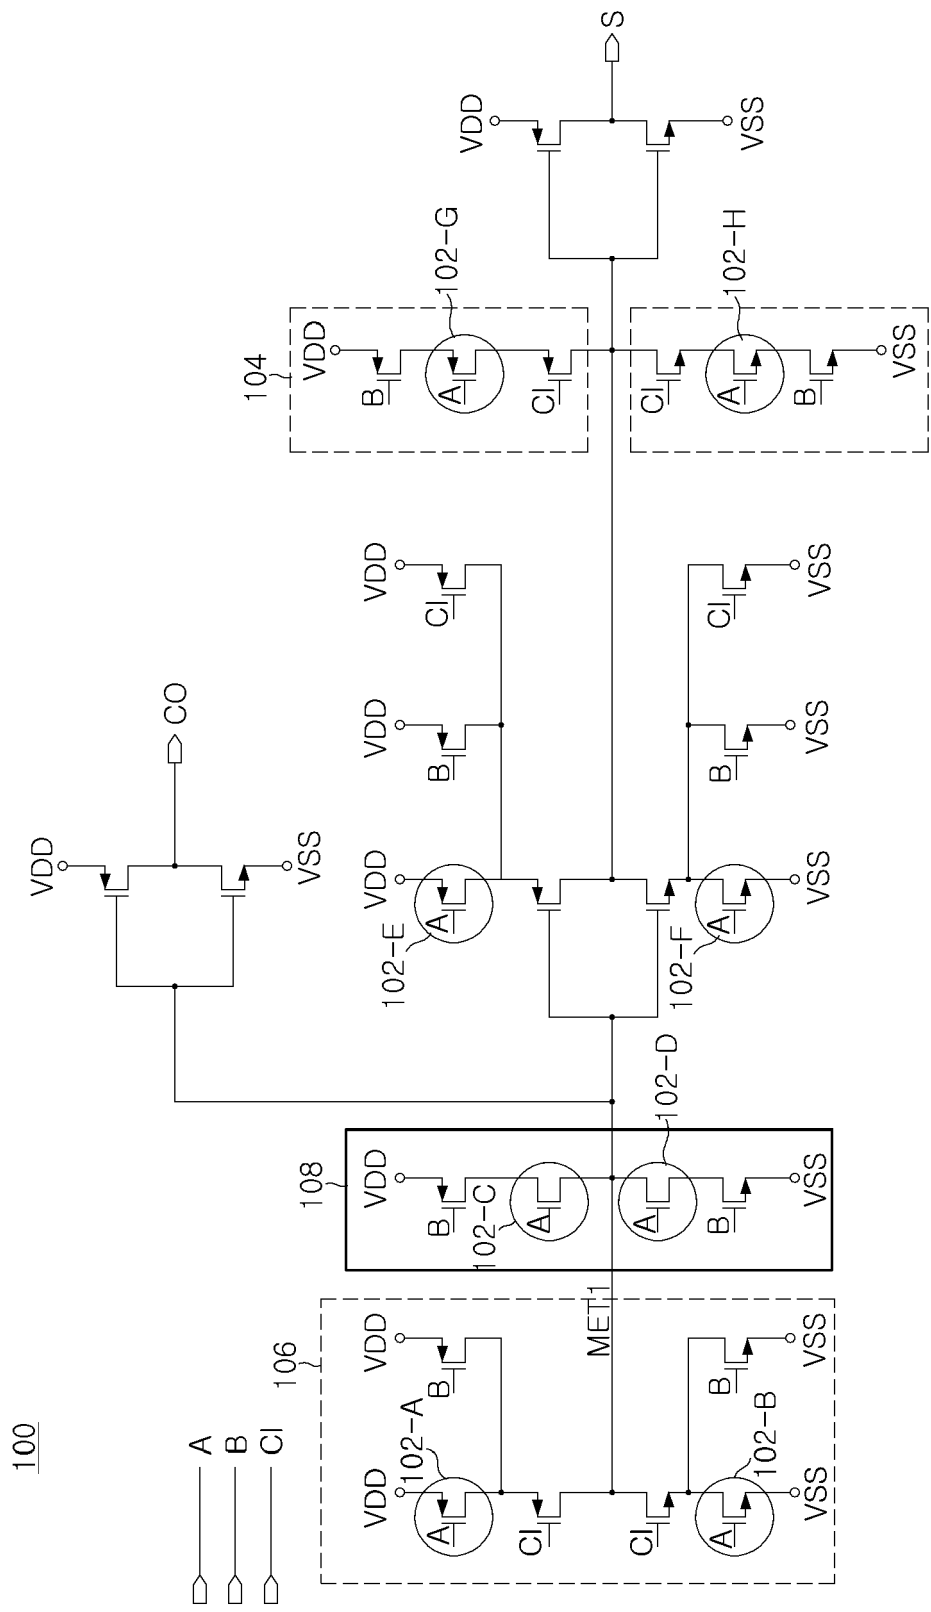 100
A
B
CI
106
VDD
102-A
A
VDD
B
CI
MET1
CI
A
102-B
VSS
B
VSS
108
VDD
B
102-C
A
A
102-D
B
VSS
VDD
CO
VSS
VDD
A
102-E
VDD
B
VDD
CI
A
102-F
VSS
B
VSS
CI
VSS
104
VDD
B
A
102-G
CI
CI
A
102-H
B
VSS
VDD
S
VSS